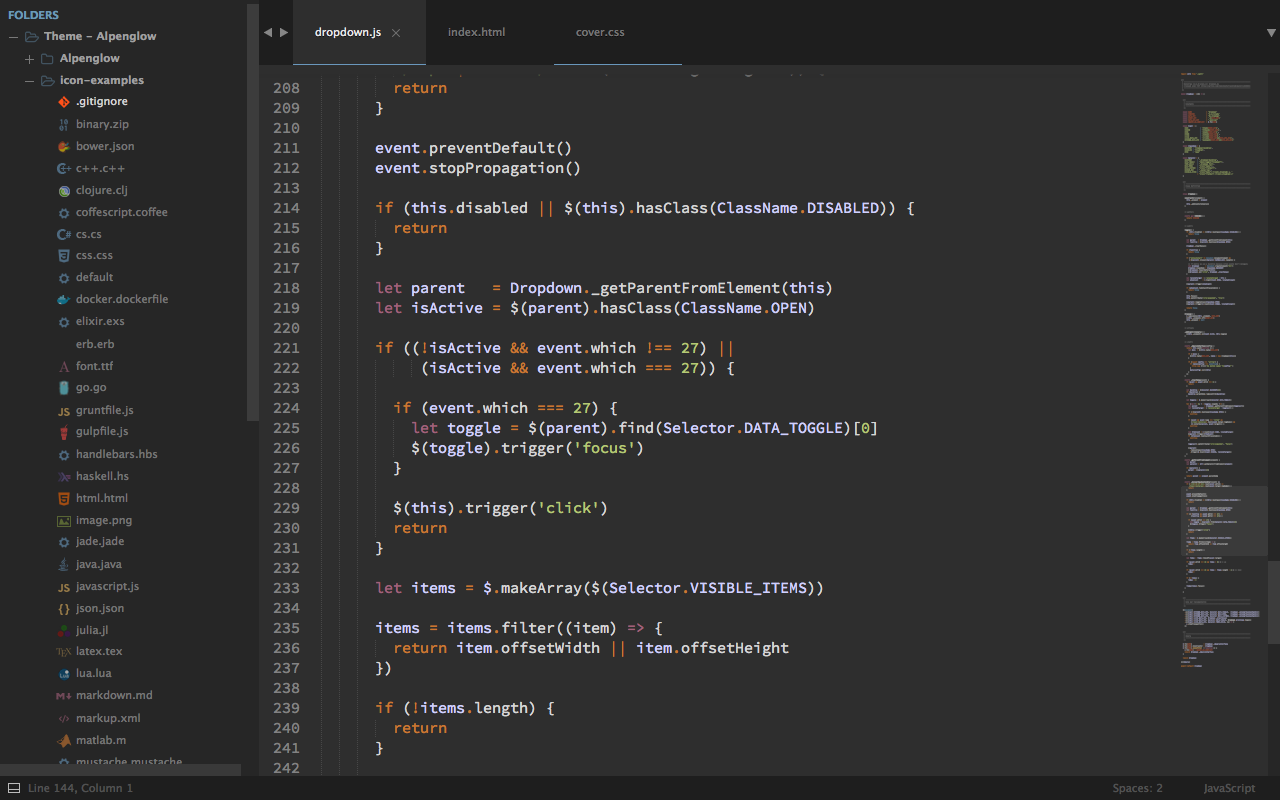 FOLDERS
Theme – Alpenglow
Alpenglow
icon-examples
.gitignore
binary.zip
bower.json
c++.c++
clojure.clj
coffescript.coffee
cs.cs
css.css
default
docker.dockerfile
elixir.exs
erb.erb
font.ttf
go.go
gruntfile.js
gulpfile.js
handlebars.hbs
haskell.hs
html.html
image.png
jade.jade
java.java
javascript.js
json.json
julia.jl
latex.tex
lua.lua
markdown.md
markup.xml
matlab.m
mustache.mustache
dropdown.js
index.html
cover.css
208 return
209 }
210
211 event.preventDefault()
212 event.stopPropagation()
213
214 if (this.disabled || $(this).hasClass(ClassName.DISABLED)) {
215 return
216 }
217
218 let parent   = Dropdown._getParentFromElement(this)
219 let isActive = $(parent).hasClass(ClassName.OPEN)
220
221 if ((!isActive && event.which !== 27) ||
222 (isActive && event.which === 27)) {
223
224 if (event.which === 27) {
225 let toggle = $(parent).find(Selector.DATA_TOGGLE)[0]
226 $(toggle).trigger('focus')
227 }
228
229 $(this).trigger('click')
230 return
231 }
232
233 let items = $.makeArray($(Selector.VISIBLE_ITEMS))
234
235 items = items.filter((item) => {
236 return item.offsetWidth || item.offsetHeight
237 })
238
239 if (!items.length) {
240 return
241 }
242
Line 144, Column 1
Spaces: 2
JavaScript